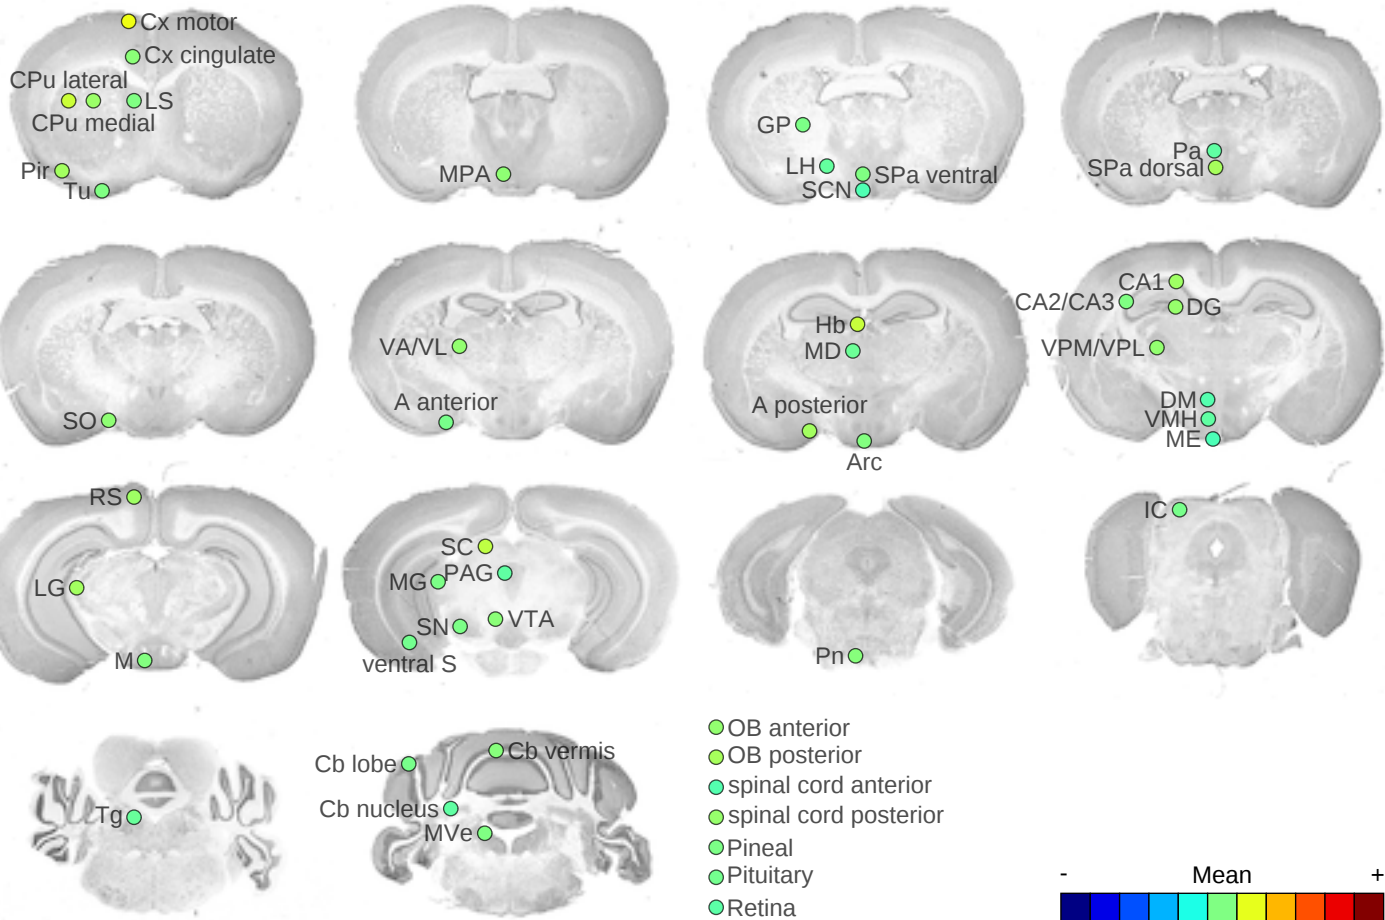 Cx motor
Cx cingulate
CPu lateral
LS
CPu medial
Pir
Tu
MPA
GP
LH
SPa ventral
SCN
Pa
SPa dorsal
SO
VA/VL
A anterior
Hb
MD
A posterior
Arc
CA1
CA2/CA3
DG
VPM/VPL
DM
VMH
ME
RS
LG
M
SC
PAG
MG
VTA
SN
ventral S
Pn
IC
Tg
Cb vermis
Cb lobe
Cb nucleus
MVe
OB anterior
OB posterior
spinal cord anterior
spinal cord posterior
Pineal
Pituitary
Retina
- Mean +